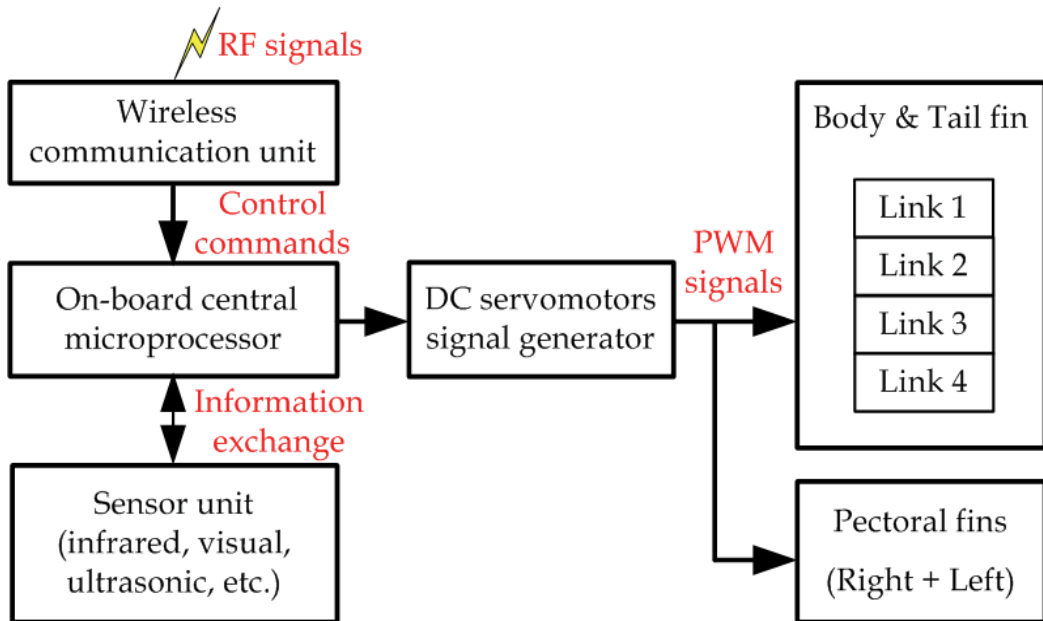 RF signals
Wireless
communication unit
Control
commands
On-board central
microprocessor
Information
exchange
Sensor unit
(infrared, visual,
ultrasonic, etc.)
DC servomotors
signal generator
PWM
signals
Body & Tail fin
Link 1
Link 2
Link 3
Link 4
Pectoral fins
(Right + Left)